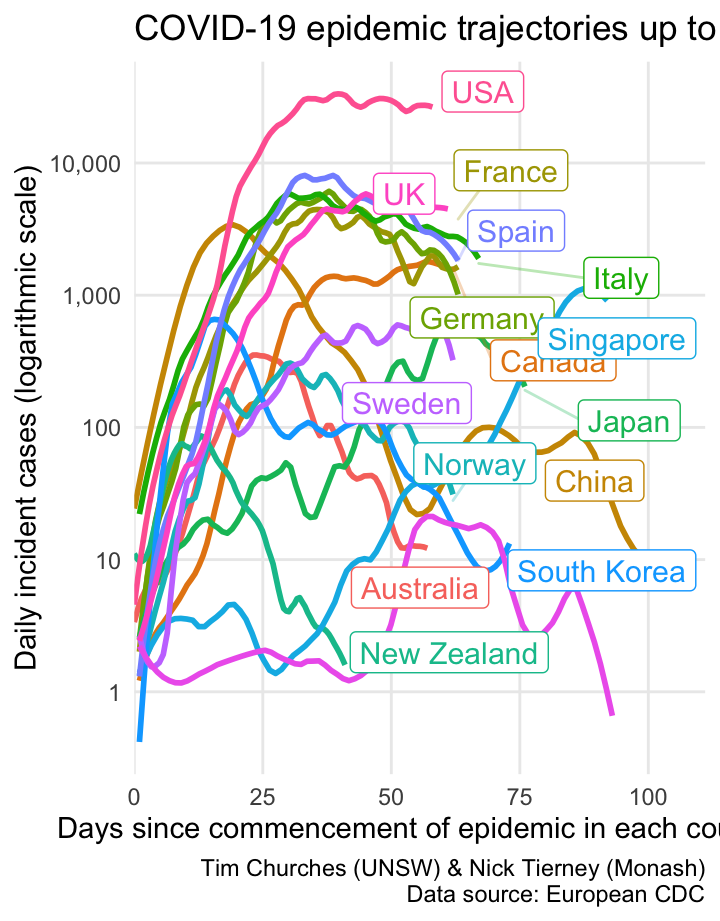 COVID-19 epidemic trajectories up to
Daily incident cases (logarithmic scale)
10,000
1,000
100
10
1
USA
France
UK
Spain
Italy
Germany
Singapore
Canada
Sweden
Japan
Norway
China
South Korea
Australia
New Zealand
0 25 50 75 100
Days since commencement of epidemic in each cou
Tim Churches (UNSW) & Nick Tierney (Monash)
Data source: European CDC